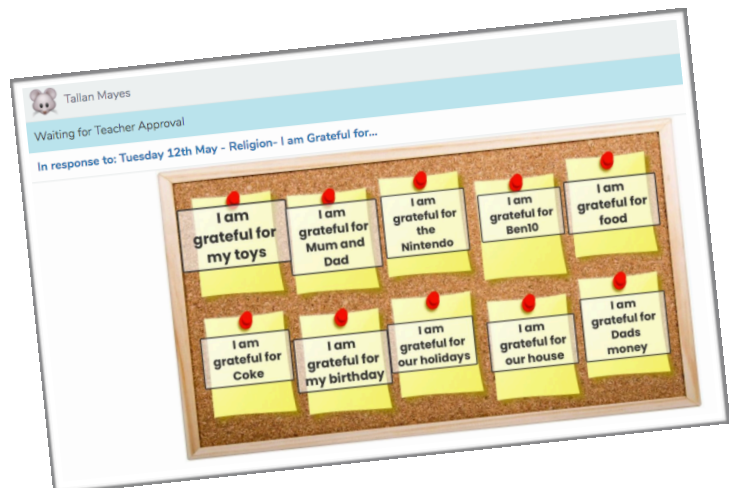 Tallan Mayes
Waiting for Teacher Approval
In response to: Tuesday 12th May - Religion- I am Grateful for...
I am
grateful for
my toys
I am
grateful for
Mum and
Dad
I am
grateful for
the
Nintendo
I am
grateful for
Ben10
I am
grateful for
food
I am
grateful for
Coke
I am
grateful for
my birthday
I am
grateful for
our holidays
I am
grateful for
our house
I am
grateful for
Dads
money